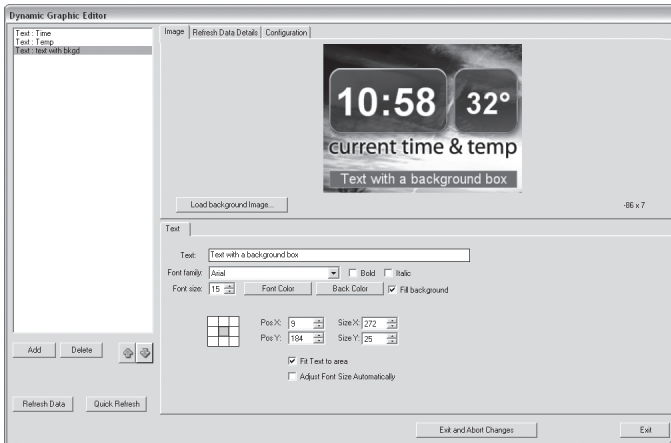 Dynamic Graphic Editor
Text : Time
Text : Temp
Text : text with bkgd
Image
Refresh Data Details
Configuration
10:58
32°
current time & temp
Text with a background box
Load background Image...
-86 x 7
Text
Text: Text with a background box
Font family: Arial
Bold
Italic
Font size: 15
Font Color
Back Color
Fill background
Pos X: 9
Size X: 272
Pos Y: 184
Size Y: 25
Fit Text to area
Adjust Font Size Automatically
Add
Delete
Refresh Data
Quick Refresh
Exit and Abort Changes
Exit